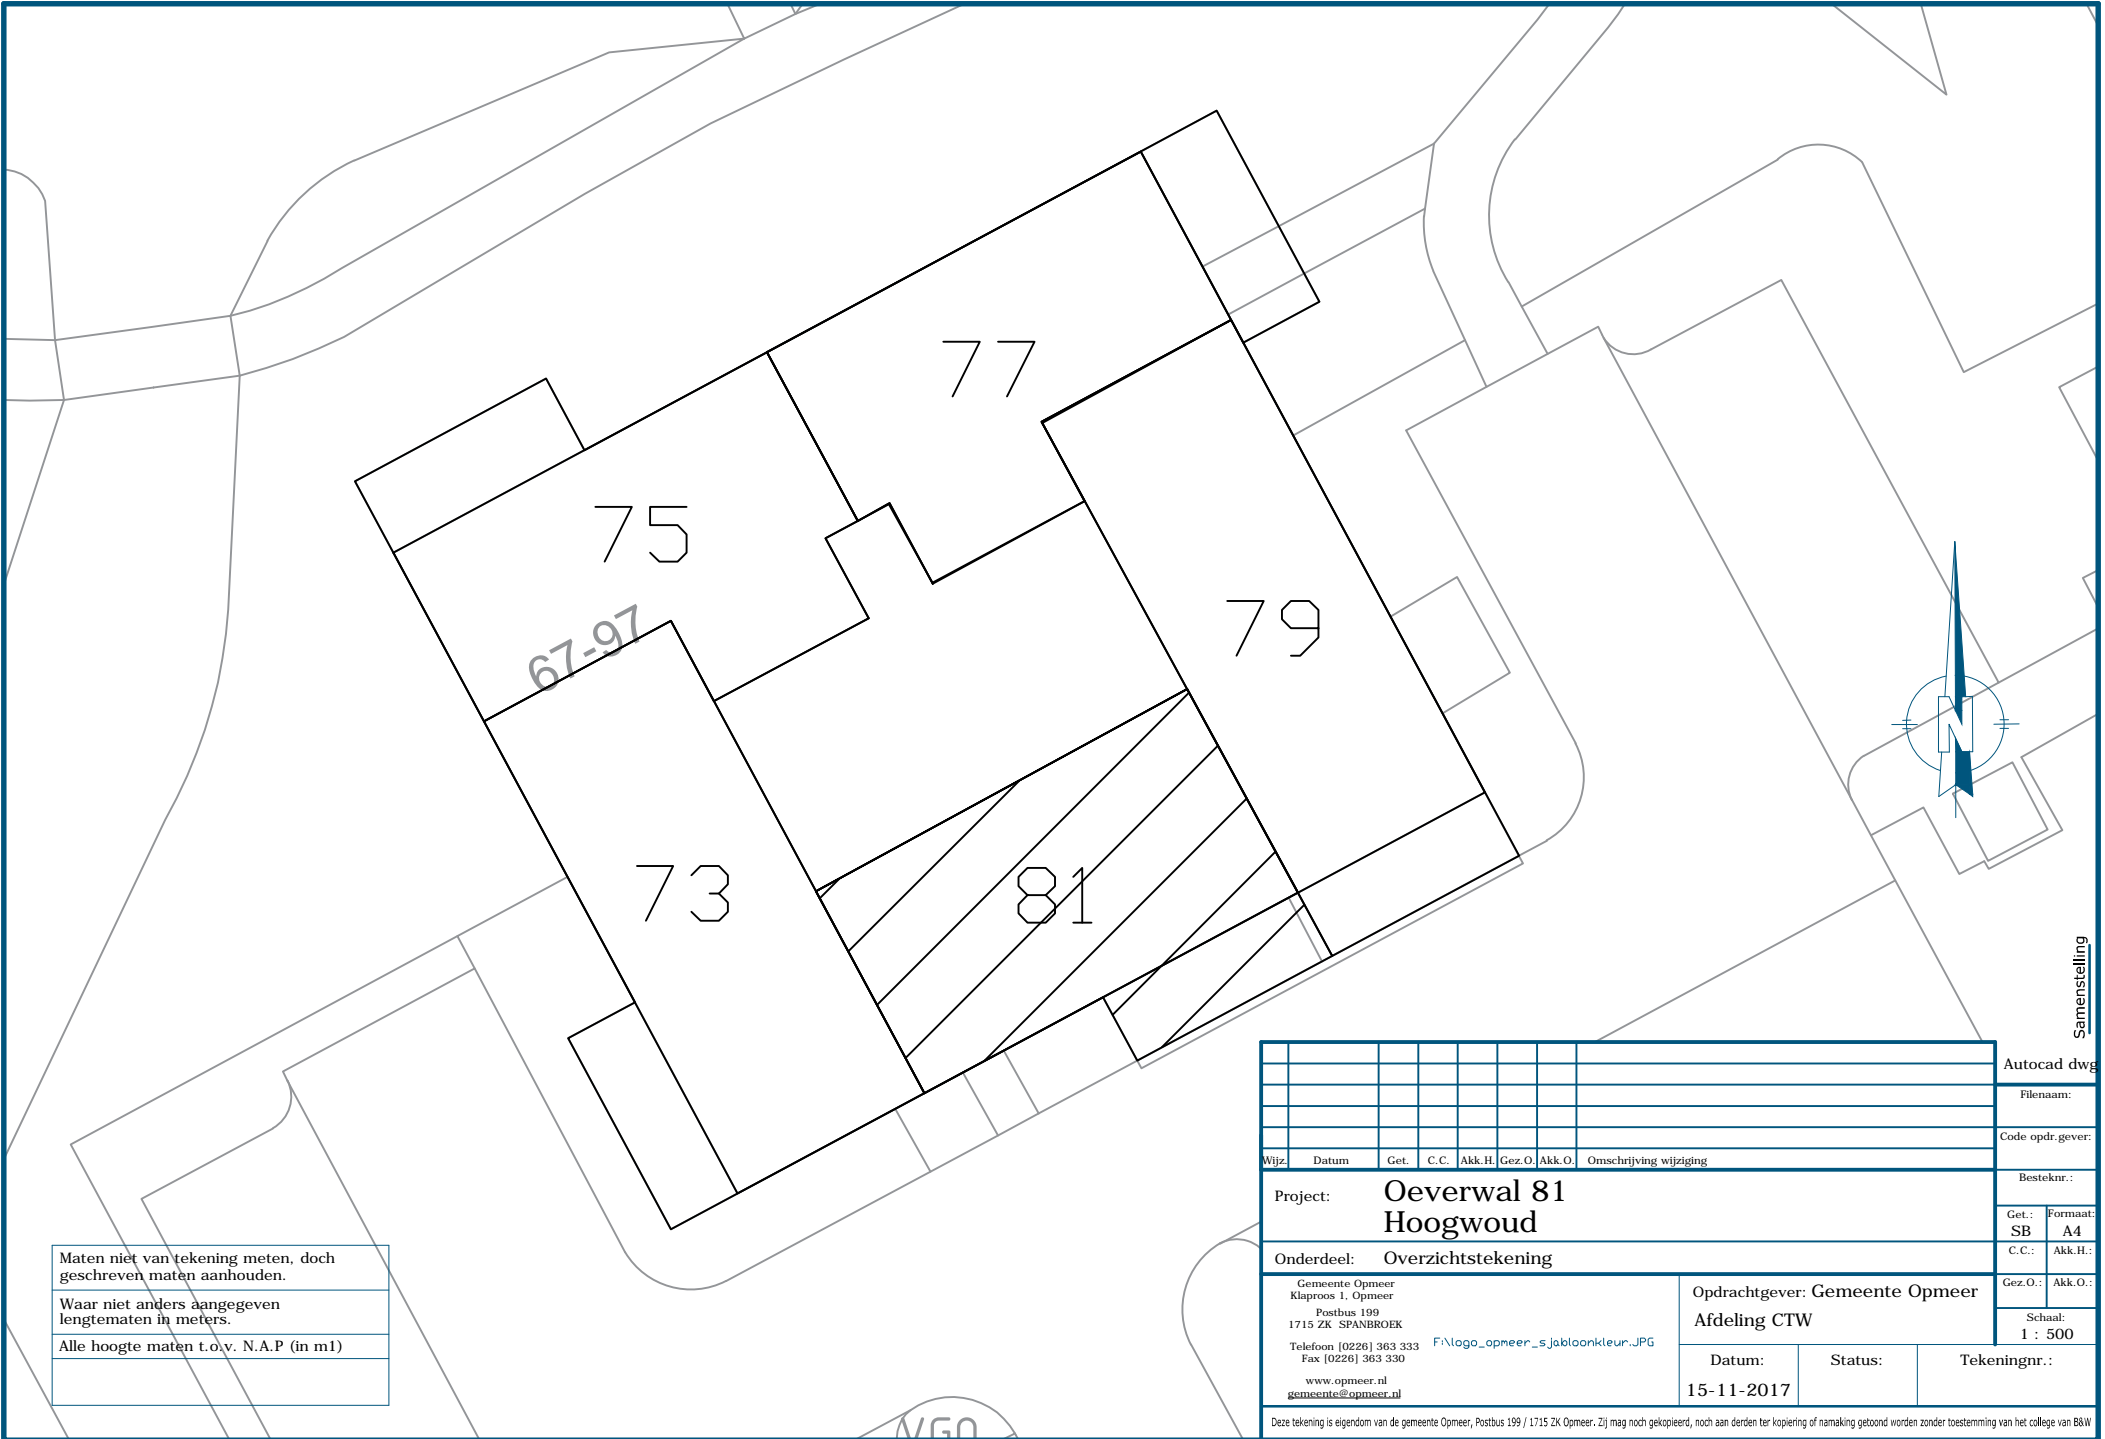 77
75
67-97
79
73
81
N
Samenstelling
Autocad dwg
Filenaam:
Code opdr.gever:
Wijz. Datum Get. C.C. Akk.H. Gez.O. Akk.O. Omschrijving wijziging
Besteknr.:
Project: Oeverwal 81
Hoogwoud
Get.: Formaat:
SB A4
Onderdeel: Overzichtstekening
C.C.: Akk.H.:
Gez.O.: Akk.O.:
Gemeente Opmeer
Klaproos 1, Opmeer
Postbus 199
1715 ZK SPANBROEK
Telefoon [0226] 363 333
Fax [0226] 363 330
www.opmeer.nl
gemeente@opmeer.nl
F:\logo_opmeer_sjabloonkleur.JPG
Opdrachtgever: Gemeente Opmeer
Afdeling CTW
Schaal:
1 : 500
Datum: Status: Tekeningnr.:
15-11-2017
Deze tekening is eigendom van de gemeente Opmeer, Postbus 199 / 1715 ZK Opmeer. Zij mag noch gekopieerd, noch aan derden ter kopiering of namaking getoond worden zonder toestemming van het college van B&W
Maten niet van tekening meten, doch
geschreven maten aanhouden.
Waar niet anders aangegeven
lengtematen in meters.
Alle hoogte maten t.o.v. N.A.P (in m1)